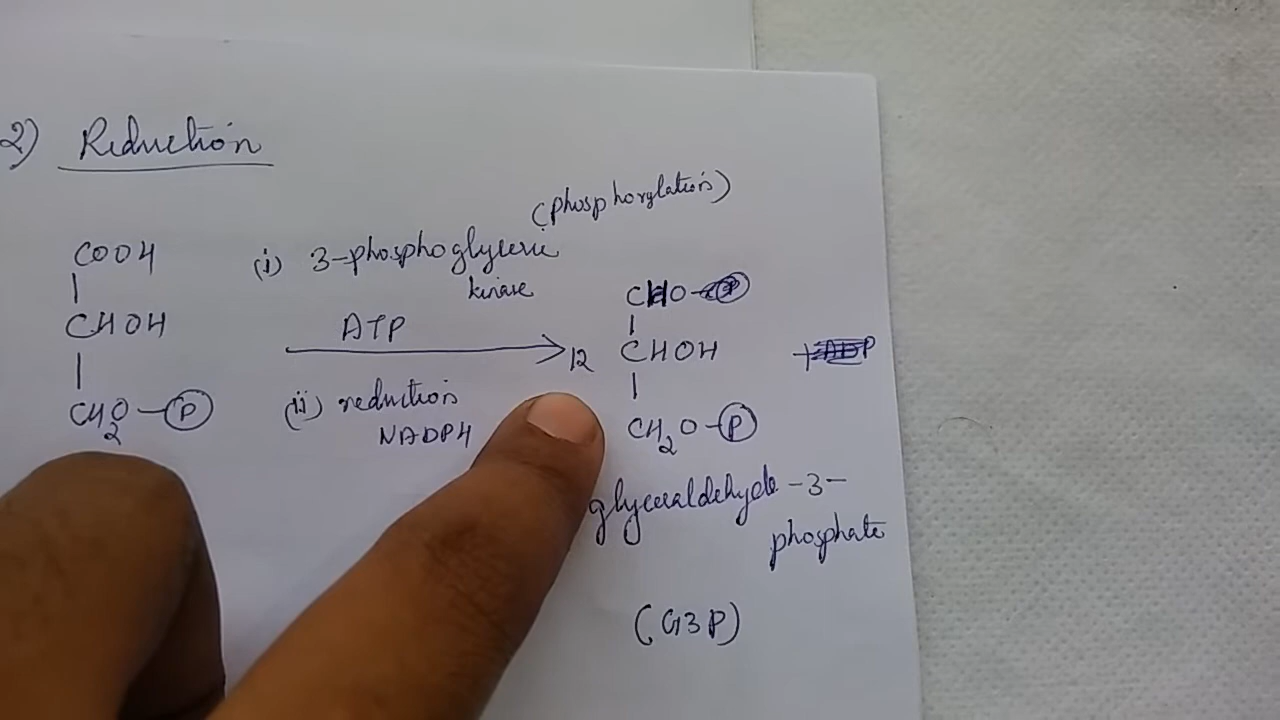 2) Reduction
(phosphorylation)
COOH
(i) 3-phosphoglyceric
kinase
CHO
CHOH
ATP
12
CHOH
CH2O-P
(ii) reduction
NADPH
CH2O-P
glyceraldehyde-3-
phosphate
(G3P)